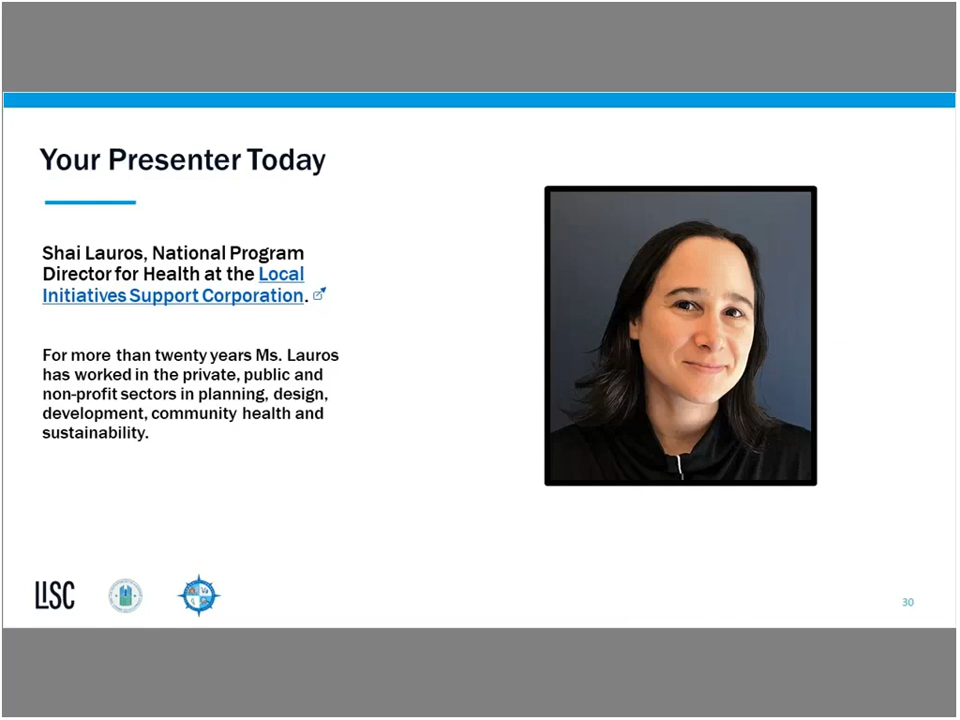 Your Presenter Today
Shai Lauros, National Program
Director for Health at the Local
Initiatives Support Corporation.
For more than twenty years Ms. Lauros
has worked in the private, public and
non-profit sectors in planning, design,
development, community health and
sustainability.
LISC
30